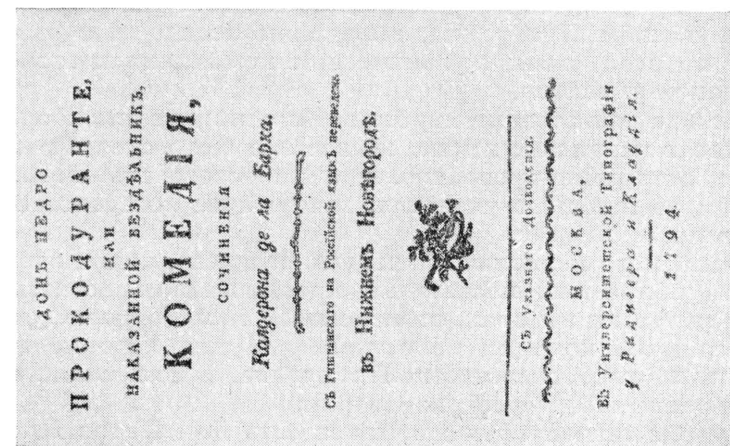 ДОНЪ ПЕДРО
ПРОКОДУРАНТЕ,
ИЛИ
НАКАЗАННОЙ БЕЗДѢЛЬНИКЪ,
КОМЕДІЯ,
СОЧИНЕНІЯ
Калдерона де ла Барка.
Съ Гишпанскаго на Россійской языкъ переведена
ВЪ НИЖНЕМЪ НОВѢГОРОДѢ.
Съ Указнаго Дозволенія.
МОСКВА,
Въ Университетской Типографіи
у Ридигера и Клаудія.
1794.